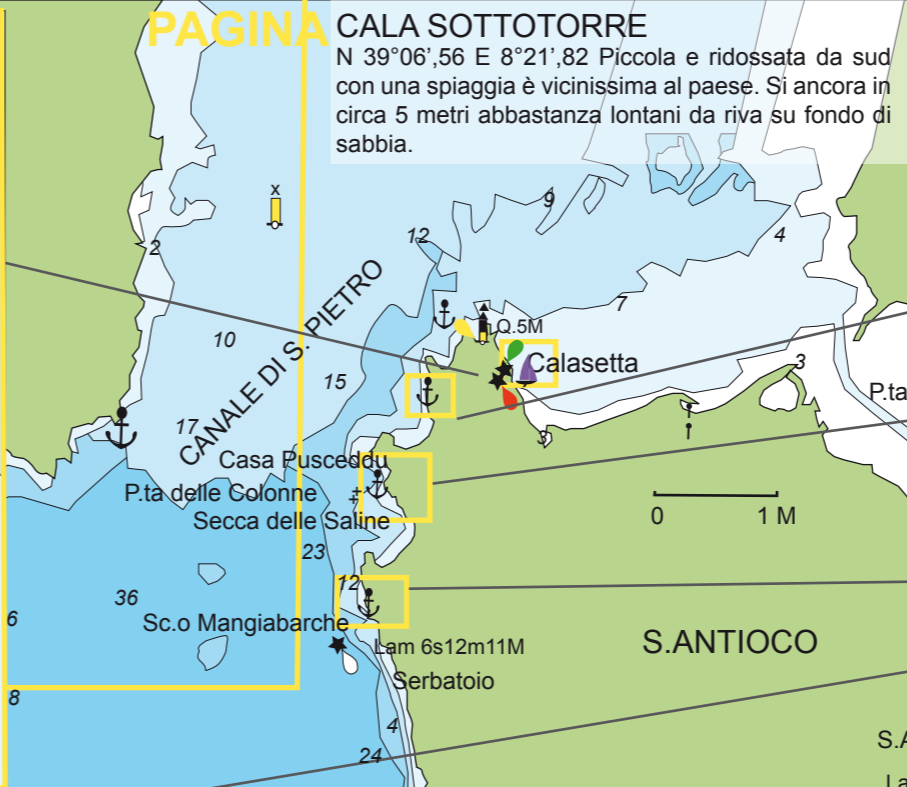 PAGINA
CALA SOTTOTORRE
N 39°06',56 E 8°21',82 Piccola e ridossata da sud
con una spiaggia è vicinissima al paese. Si ancora in
circa 5 metri abbastanza lontani da riva su fondo di
sabbia.
x
9
2
12
4
CANALE DI S. PIETRO
7
Q.5M
10
Calasetta
3
15
P.ta
17
3
Casa Pusceddu
P.ta delle Colonne
Secca delle Saline
0 1 M
23
12
36
6
Sc.o Mangiabarche
S.ANTIOCO
Lam 6s12m11M
Serbatoio
8
4
24
S.A
La